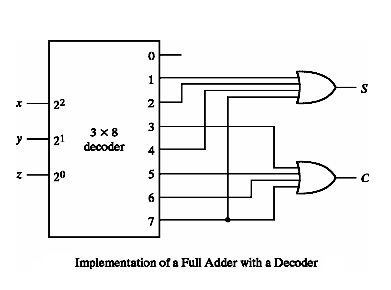 0
1
2
3
4
5
6
7
x 2²
y 2¹
z 2⁰
3 × 8
decoder
S
C
Implementation of a Full Adder with a Decoder